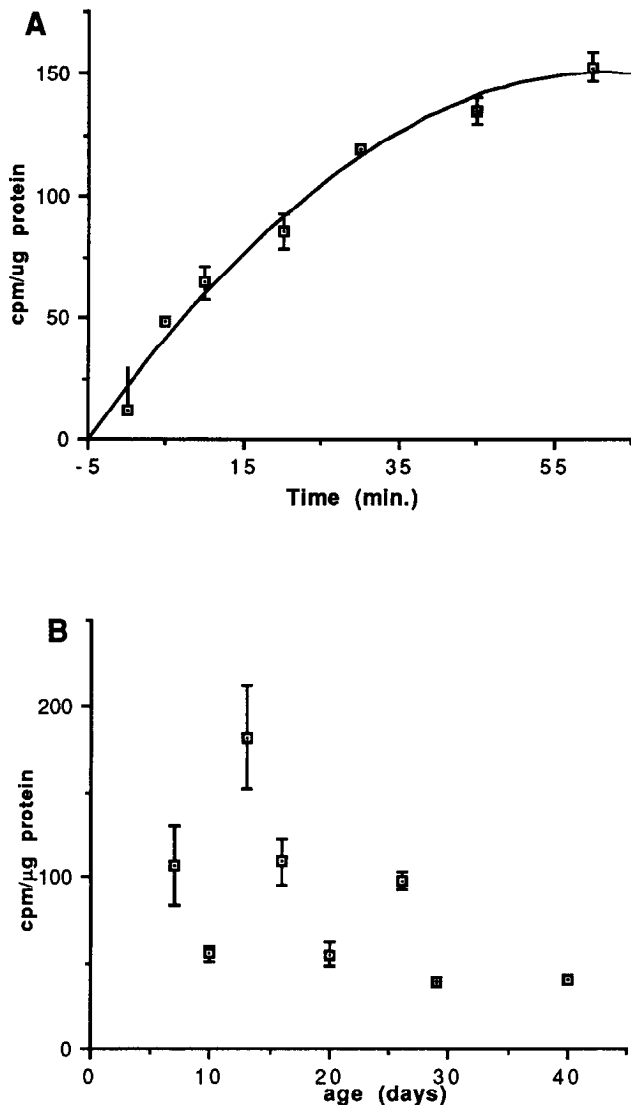 A
150
100
50
0
cpm/ug protein
-5 15 35 55
Time (min.)
B
200
100
0
cpm/μg protein
0 10 20 30 40
age (days)